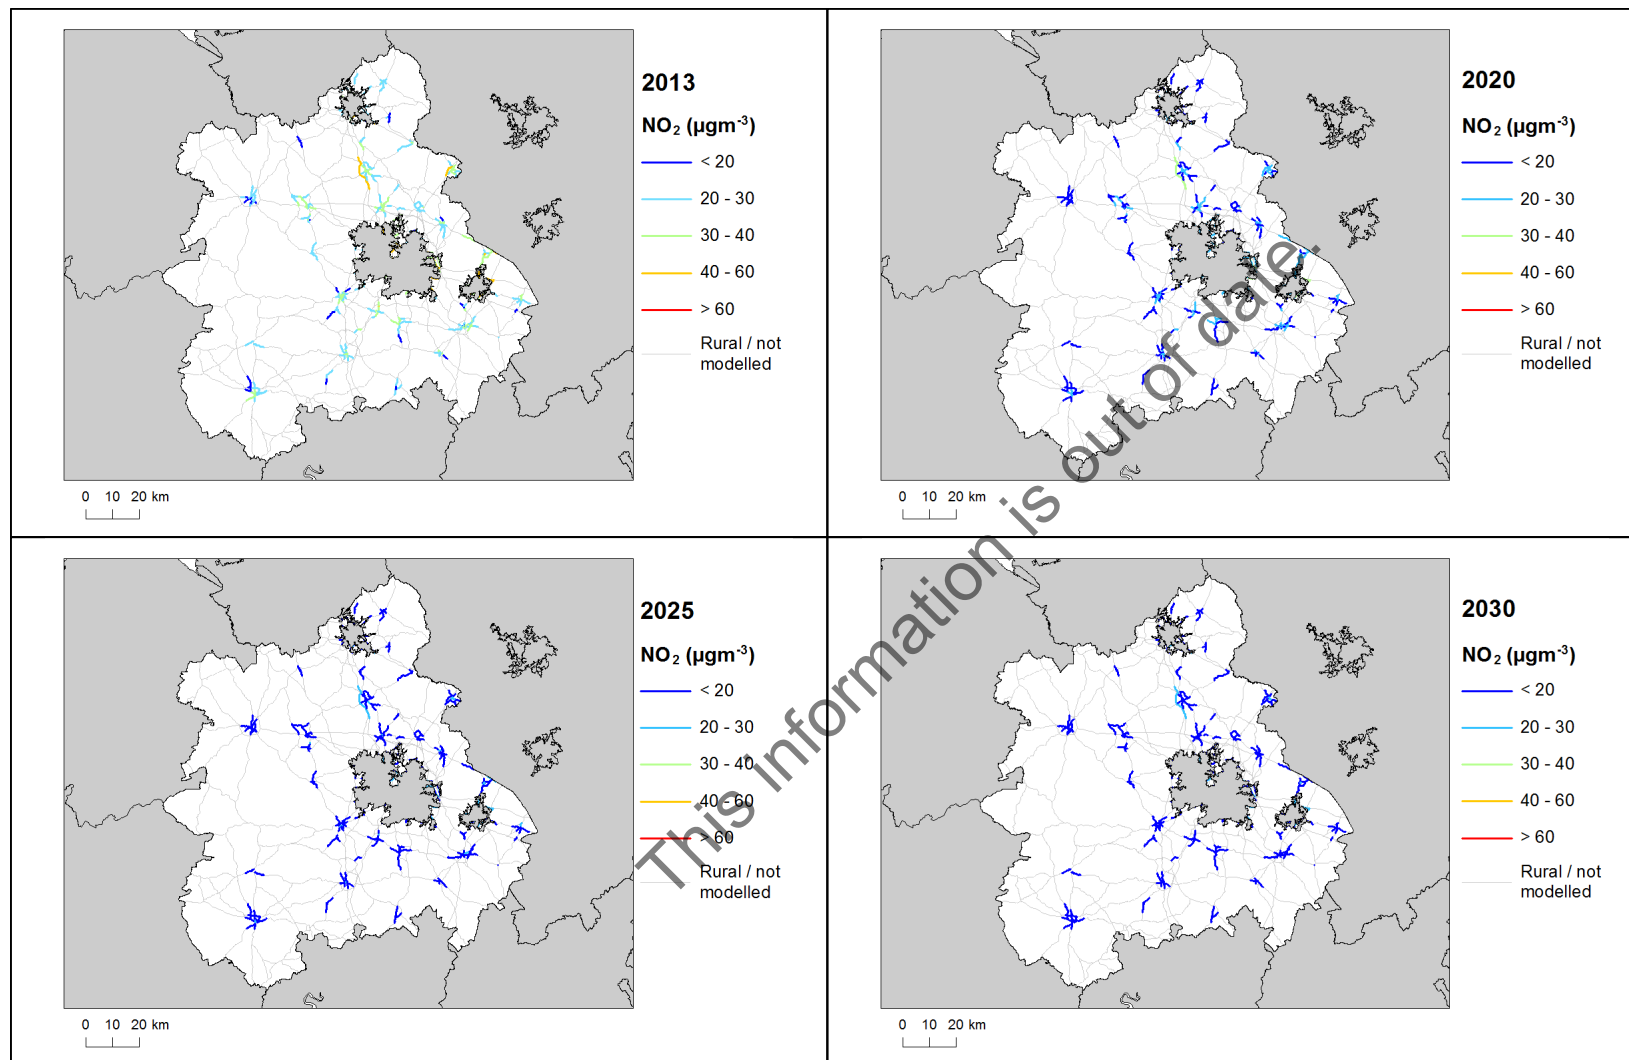 2013
NO₂ (µgm⁻³)
< 20
20 - 30
30 - 40
40 - 60
> 60
Rural / not
modelled
0 10 20 km
2020
NO₂ (µgm⁻³)
< 20
20 - 30
30 - 40
40 - 60
> 60
Rural / not
modelled
0 10 20 km
2025
NO₂ (µgm⁻³)
< 20
20 - 30
30 - 40
40 - 60
> 60
Rural / not
modelled
0 10 20 km
2030
NO₂ (µgm⁻³)
< 20
20 - 30
30 - 40
40 - 60
> 60
Rural / not
modelled
0 10 20 km
This information is out of date.